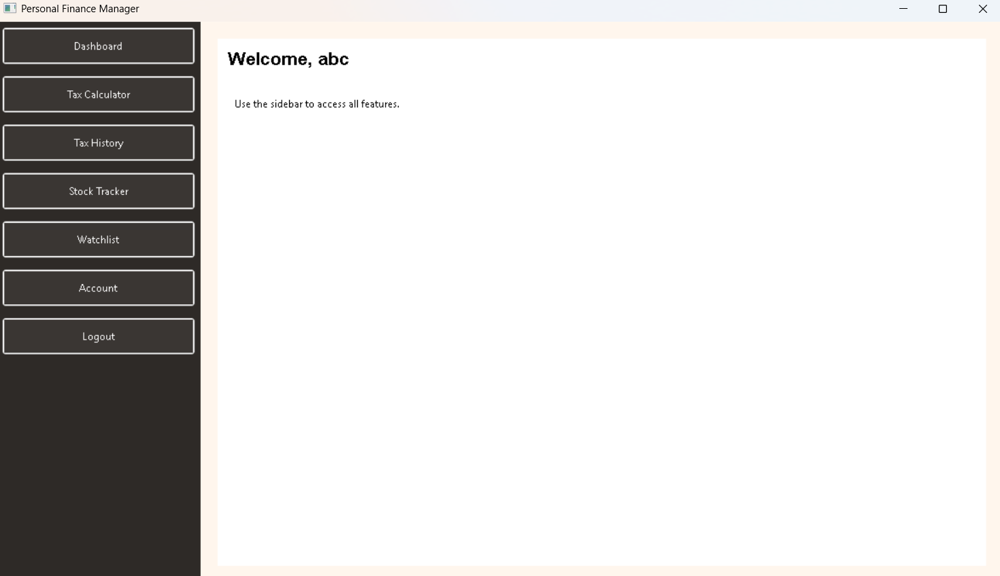 Personal Finance Manager
Dashboard
Tax Calculator
Tax History
Stock Tracker
Watchlist
Account
Logout
Welcome, abc
Use the sidebar to access all features.